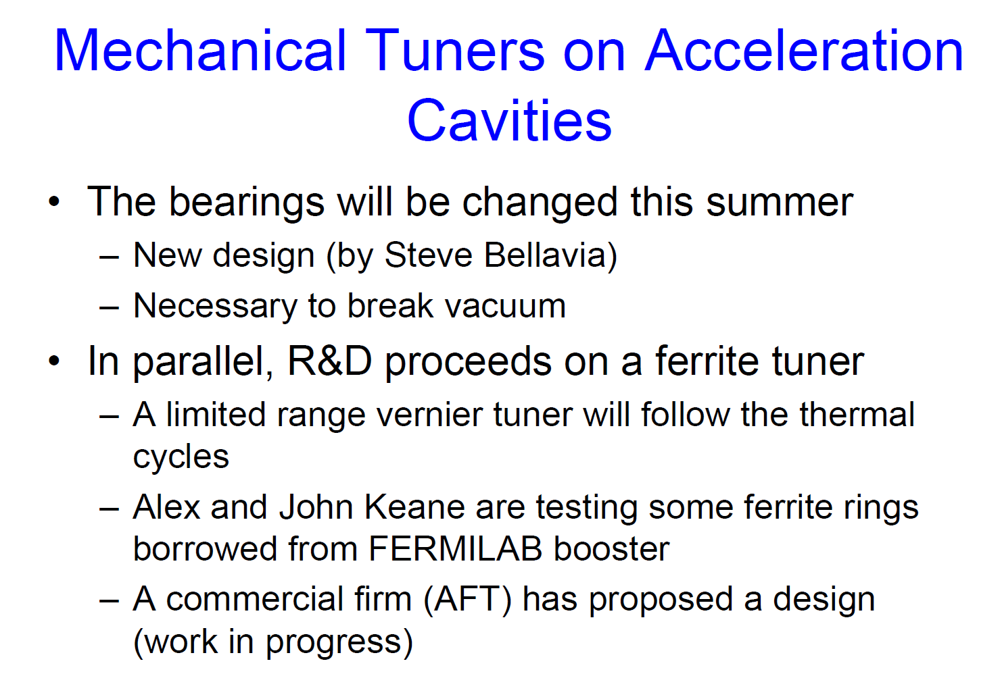 Mechanical Tuners on Acceleration
Cavities
• The bearings will be changed this summer
– New design (by Steve Bellavia)
– Necessary to break vacuum
• In parallel, R&D proceeds on a ferrite tuner
– A limited range vernier tuner will follow the thermal
cycles
– Alex and John Keane are testing some ferrite rings
borrowed from FERMILAB booster
– A commercial firm (AFT) has proposed a design
(work in progress)